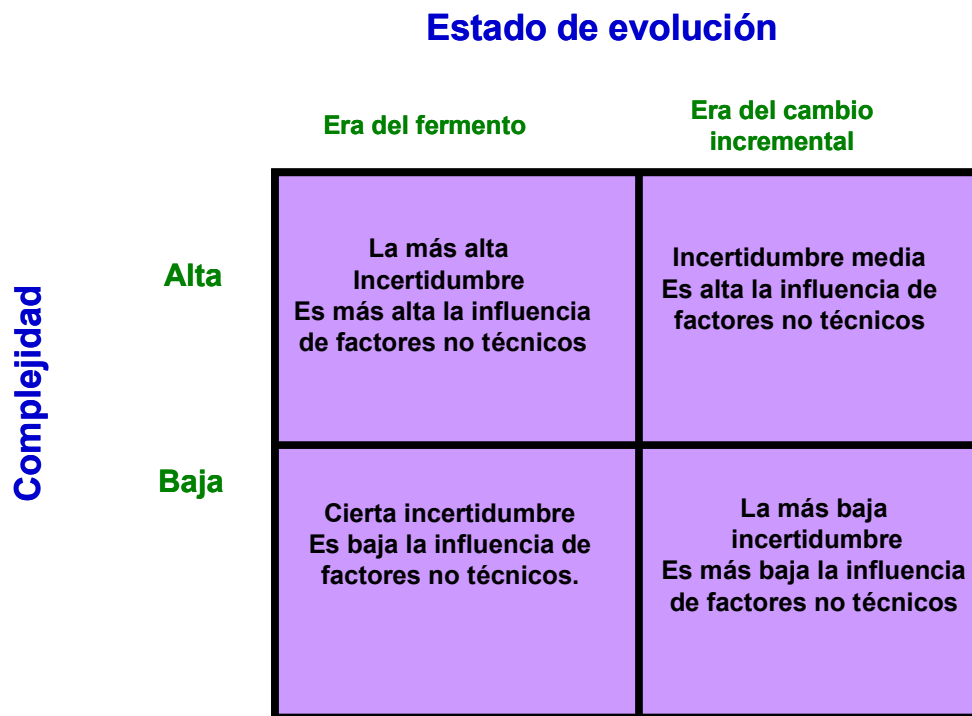 Estado de evolución
Era del fermento
Era del cambio
incremental
Complejidad
Alta
La más alta
Incertidumbre
Es más alta la influencia
de factores no técnicos
Incertidumbre media
Es alta la influencia de
factores no técnicos
Baja
Cierta incertidumbre
Es baja la influencia de
factores no técnicos.
La más baja
incertidumbre
Es más baja la influencia
de factores no técnicos